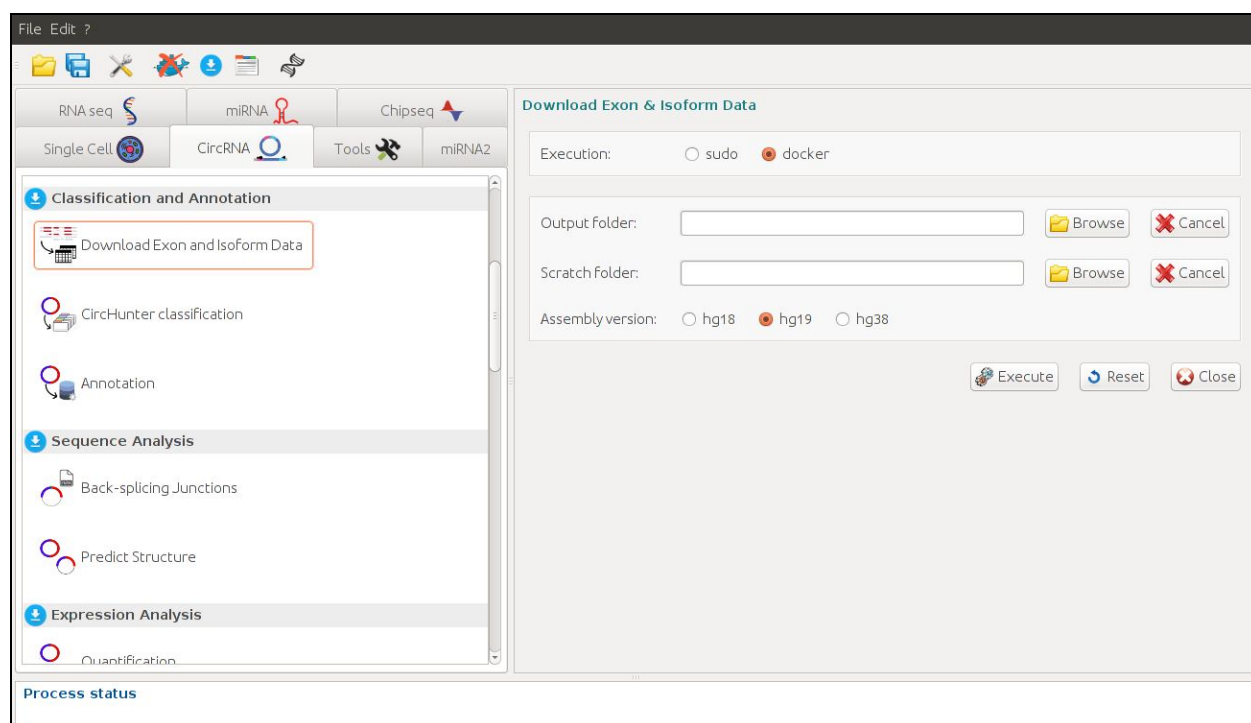 File Edit ?
RNA seq miRNA Chipseq
Single Cell CircRNA Tools miRNA2
Classification and Annotation
Download Exon and Isoform Data
CircHunter classification
Annotation
Sequence Analysis
Back-splicing Junctions
Predict Structure
Expression Analysis
Quantification
Download Exon & Isoform Data
Execution: sudo docker
Output folder: Browse Cancel
Scratch folder: Browse Cancel
Assembly version: hg18 hg19 hg38
Execute Reset Close
Process status